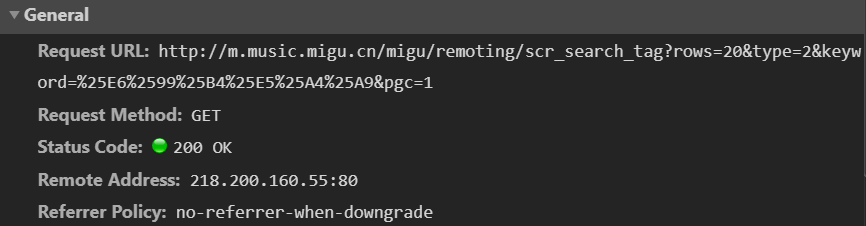 General
Request URL: http://m.music.migu.cn/migu/remoting/scr_search_tag?rows=20&type=2&keyw
ord=%25E6%2599%25B4%25E5%25A4%25A9&pgc=1
Request Method: GET
Status Code: 200 OK
Remote Address: 218.200.160.55:80
Referrer Policy: no-referrer-when-downgrade